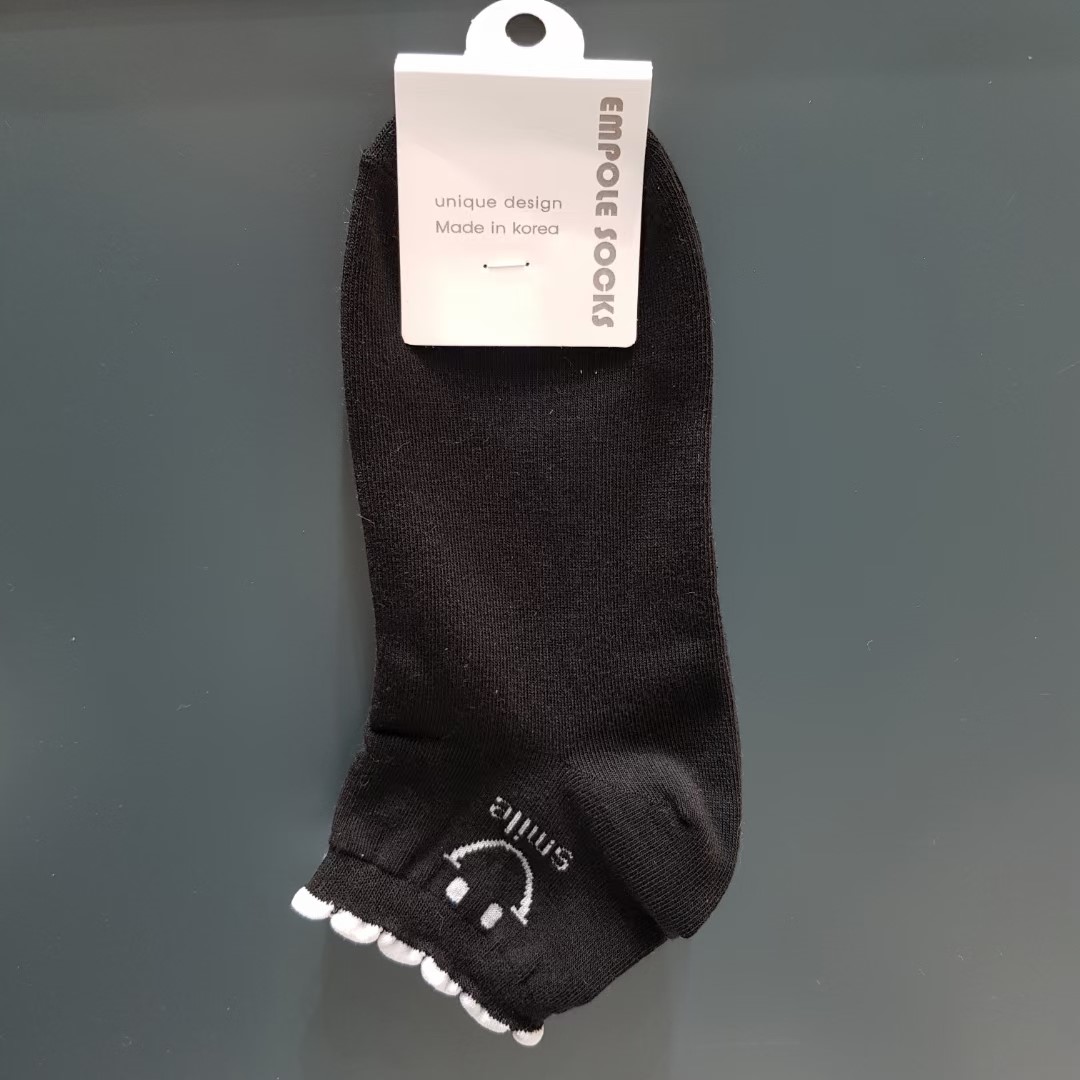 EMPOLE SOCKS
unique design
Made in korea
smile